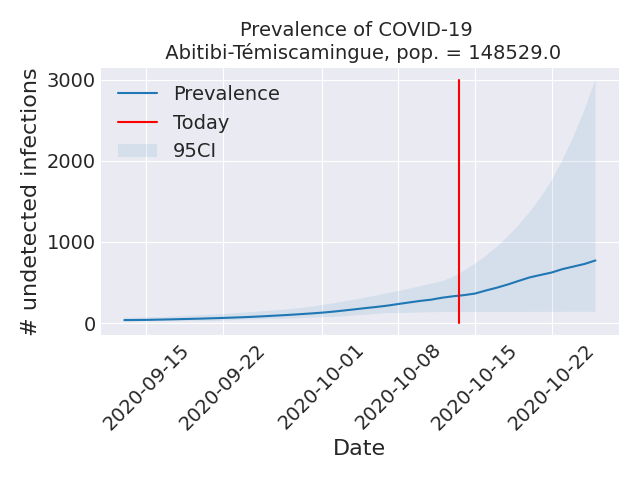 Prevalence of COVID-19
Abitibi-Témiscamingue, pop. = 148529.0
Prevalence
Today
95CI
# undetected infections
3000
2000
1000
0
2020-09-15
2020-09-22
2020-10-01
2020-10-08
2020-10-15
2020-10-22
Date